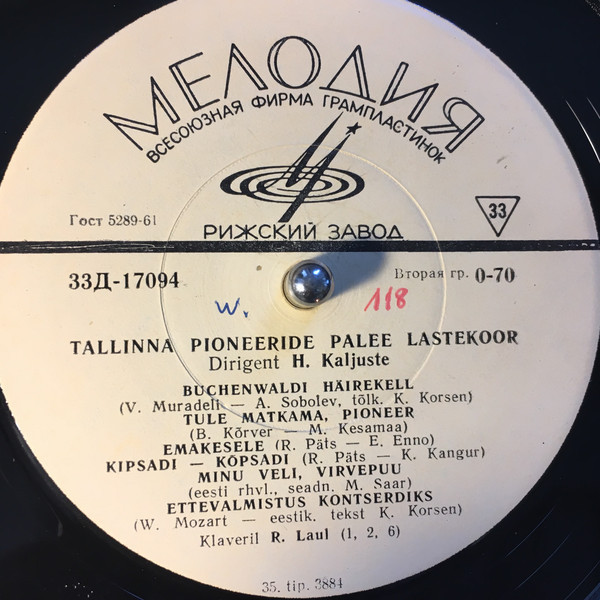 МЕЛОДИЯ
ВСЕСОЮЗНАЯ ФИРМА ГРАМПЛАСТИНОК
Гост 5289-61
РИЖСКИЙ ЗАВОД
33
33Д-17094
Вторая гр. 0-70
W.
118
TALLINNA PIONEERIDE PALEE LASTEKOOR
Dirigent H. Kaljuste
BUCHENWALDI HÄIREKELL
(V. Muradeli — A. Sobolev, tõlk. K. Korsen)
TULE MATKAMA, PIONEER
(B. Kõrver — M. Kesamaa)
EMAKESELE (R. Päts — E. Enno)
KIPSADI — KÕPSADI (R. Päts — K. Kangur)
MINU VELI, VIRVEPUU
(eesti rhvl., seadn. M. Saar)
ETTEVALMISTUS KONTSERDIKS
(W. Mozart — eestik. tekst K. Korsen)
Klaveril R. Laul (1, 2, 6)
35. tip. 3884